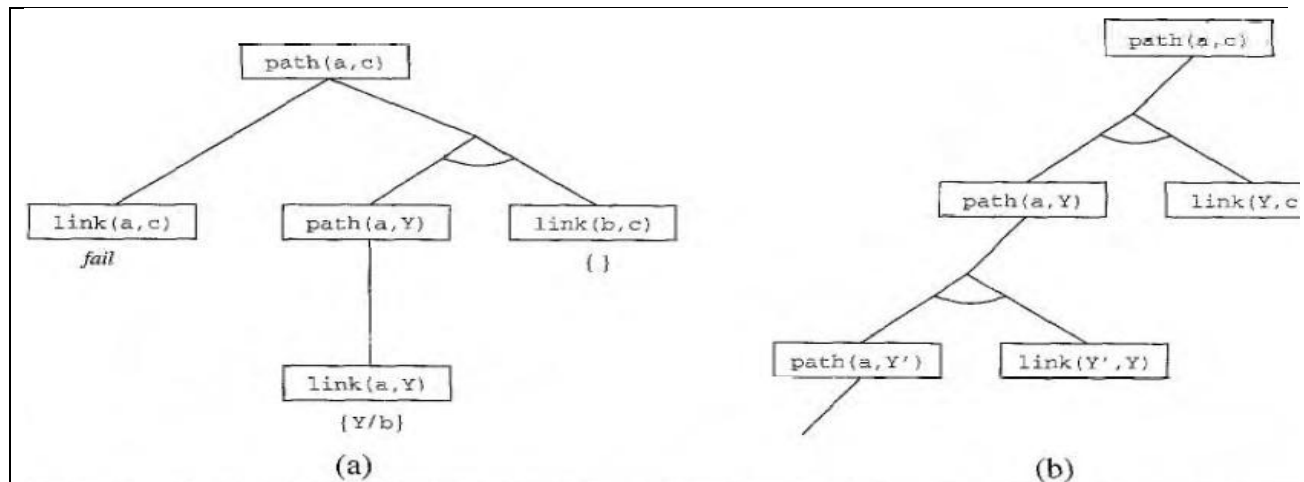 path(a,c)
link(a,c)
fail
path(a,Y)
link(b,c)
{ }
link(a,Y)
{Y/b}
(a)
path(a,c)
path(a,Y)
link(Y,c
path(a,Y')
link(Y',Y)
(b)